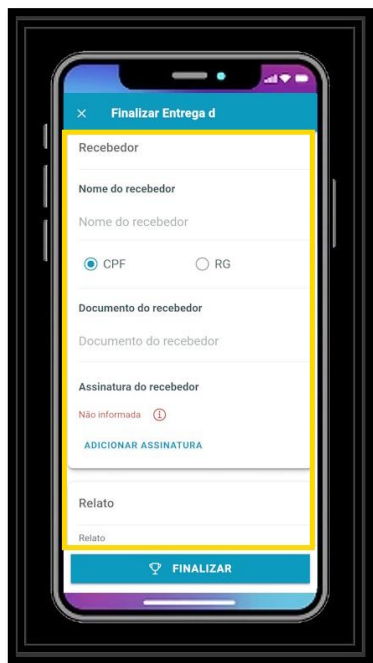 Finalizar Entrega d
Recebedor
Nome do recebedor
Nome do recebedor
CPF RG
Documento do recebedor
Documento do recebedor
Assinatura do recebedor
Não informada
ADICIONAR ASSINATURA
Relato
Relato
FINALIZAR